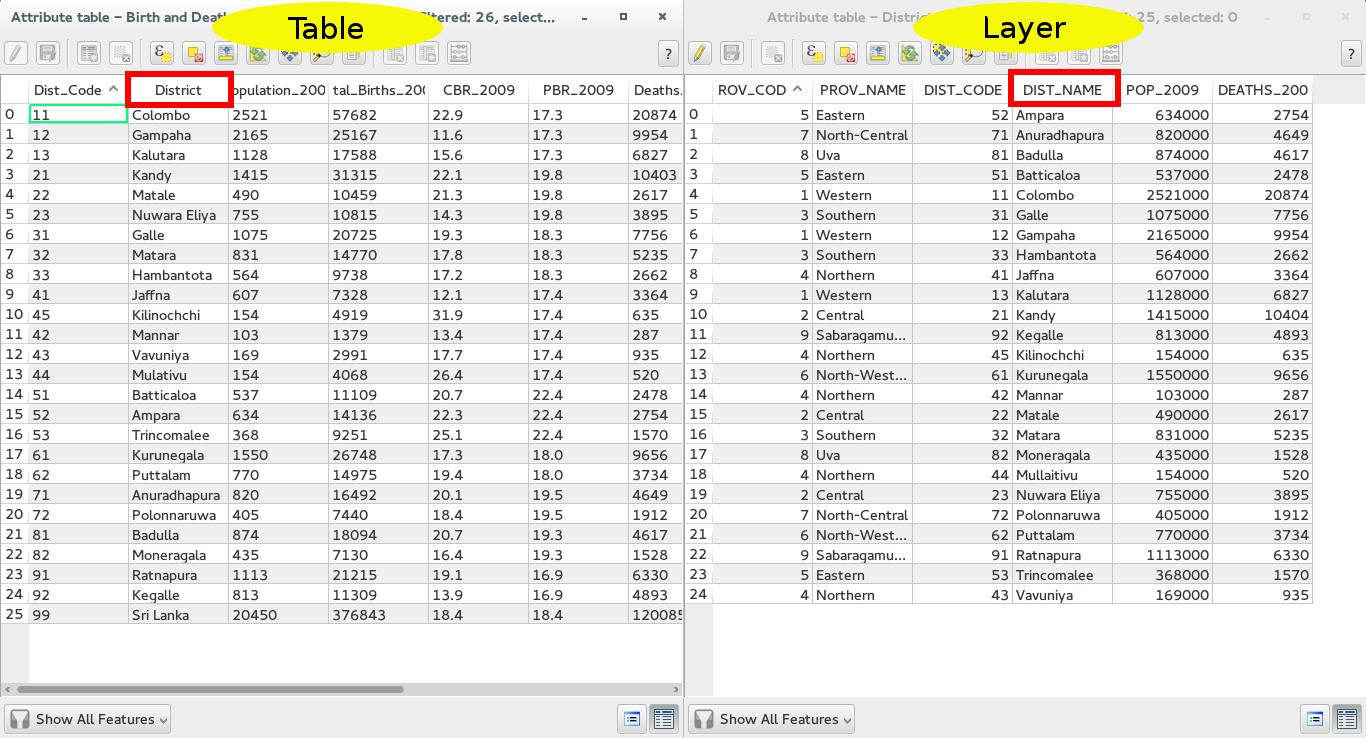 Attribute table – Birth and Deat
ltered: 26, select...
Table
?
Dist_Code District opulation_200 tal_Births_200 CBR_2009 PBR_2009 Deaths.
0 11 Colombo 2521 57682 22.9 17.3 20874
1 12 Gampaha 2165 25167 11.6 17.3 9954
2 13 Kalutara 1128 17588 15.6 17.3 6827
3 21 Kandy 1415 31315 22.1 19.8 10403
4 22 Matale 490 10459 21.3 19.8 2617
5 23 Nuwara Eliya 755 10815 14.3 19.8 3895
6 31 Galle 1075 20725 19.3 18.3 7756
7 32 Matara 831 14770 17.8 18.3 5235
8 33 Hambantota 564 9738 17.2 18.3 2662
9 41 Jaffna 607 7328 12.1 17.4 3364
10 45 Kilinochchi 154 4919 31.9 17.4 635
11 42 Mannar 103 1379 13.4 17.4 287
12 43 Vavuniya 169 2991 17.7 17.4 935
13 44 Mulativu 154 4068 26.4 17.4 520
14 51 Batticaloa 537 11109 20.7 22.4 2478
15 52 Ampara 634 14136 22.3 22.4 2754
16 53 Trincomalee 368 9251 25.1 22.4 1570
17 61 Kurunegala 1550 26748 17.3 18.0 9656
18 62 Puttalam 770 14975 19.4 18.0 3734
19 71 Anuradhapura 820 16492 20.1 19.5 4649
20 72 Polonnaruwa 405 7440 18.4 19.5 1912
21 81 Badulla 874 18094 20.7 19.3 4617
22 82 Moneragala 435 7130 16.4 19.3 1528
23 91 Ratnapura 1113 21215 19.1 16.9 6330
24 92 Kegalle 813 11309 13.9 16.9 4893
25 99 Sri Lanka 20450 376843 18.4 18.4 120085
Show All Features
Attribute table – District
25, selected: 0
Layer
?
ROV_COD PROV_NAME DIST_CODE DIST_NAME POP_2009 DEATHS_200
0 5 Eastern 52 Ampara 634000 2754
1 7 North-Central 71 Anuradhapura 820000 4649
2 8 Uva 81 Badulla 874000 4617
3 5 Eastern 51 Batticaloa 537000 2478
4 1 Western 11 Colombo 2521000 20874
5 3 Southern 31 Galle 1075000 7756
6 1 Western 12 Gampaha 2165000 9954
7 3 Southern 33 Hambantota 564000 2662
8 4 Northern 41 Jaffna 607000 3364
9 1 Western 13 Kalutara 1128000 6827
10 2 Central 21 Kandy 1415000 10404
11 9 Sabaragamu... 92 Kegalle 813000 4893
12 4 Northern 45 Kilinochchi 154000 635
13 6 North-West... 61 Kurunegala 1550000 9656
14 4 Northern 42 Mannar 103000 287
15 2 Central 22 Matale 490000 2617
16 3 Southern 32 Matara 831000 5235
17 8 Uva 82 Moneragala 435000 1528
18 4 Northern 44 Mullaitivu 154000 520
19 2 Central 23 Nuwara Eliya 755000 3895
20 7 North-Central 72 Polonnaruwa 405000 1912
21 6 North-West... 62 Puttalam 770000 3734
22 9 Sabaragamu... 91 Ratnapura 1113000 6330
23 5 Eastern 53 Trincomalee 368000 1570
24 4 Northern 43 Vavuniya 169000 935
Show All Features